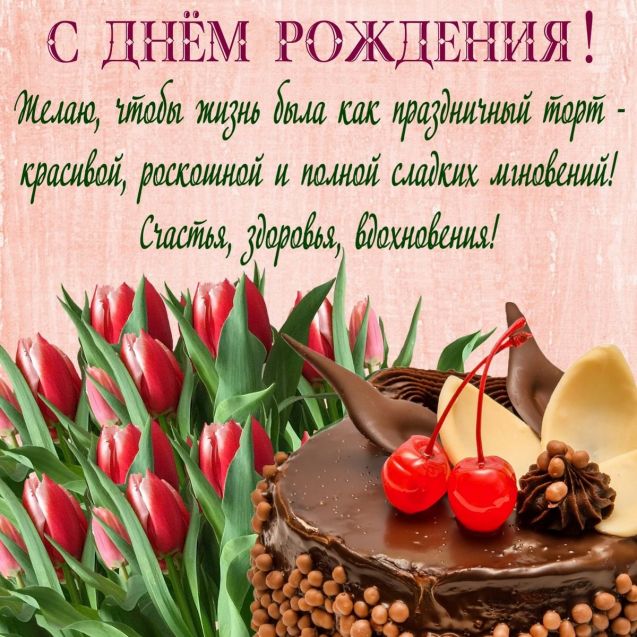 С ДНЁМ РОЖДЕНИЯ!
Желаю, чтобы жизнь была как праздничный торт -
красивой, роскошной и полной сладких мгновений!
Счастья, здоровья, вдохновения!